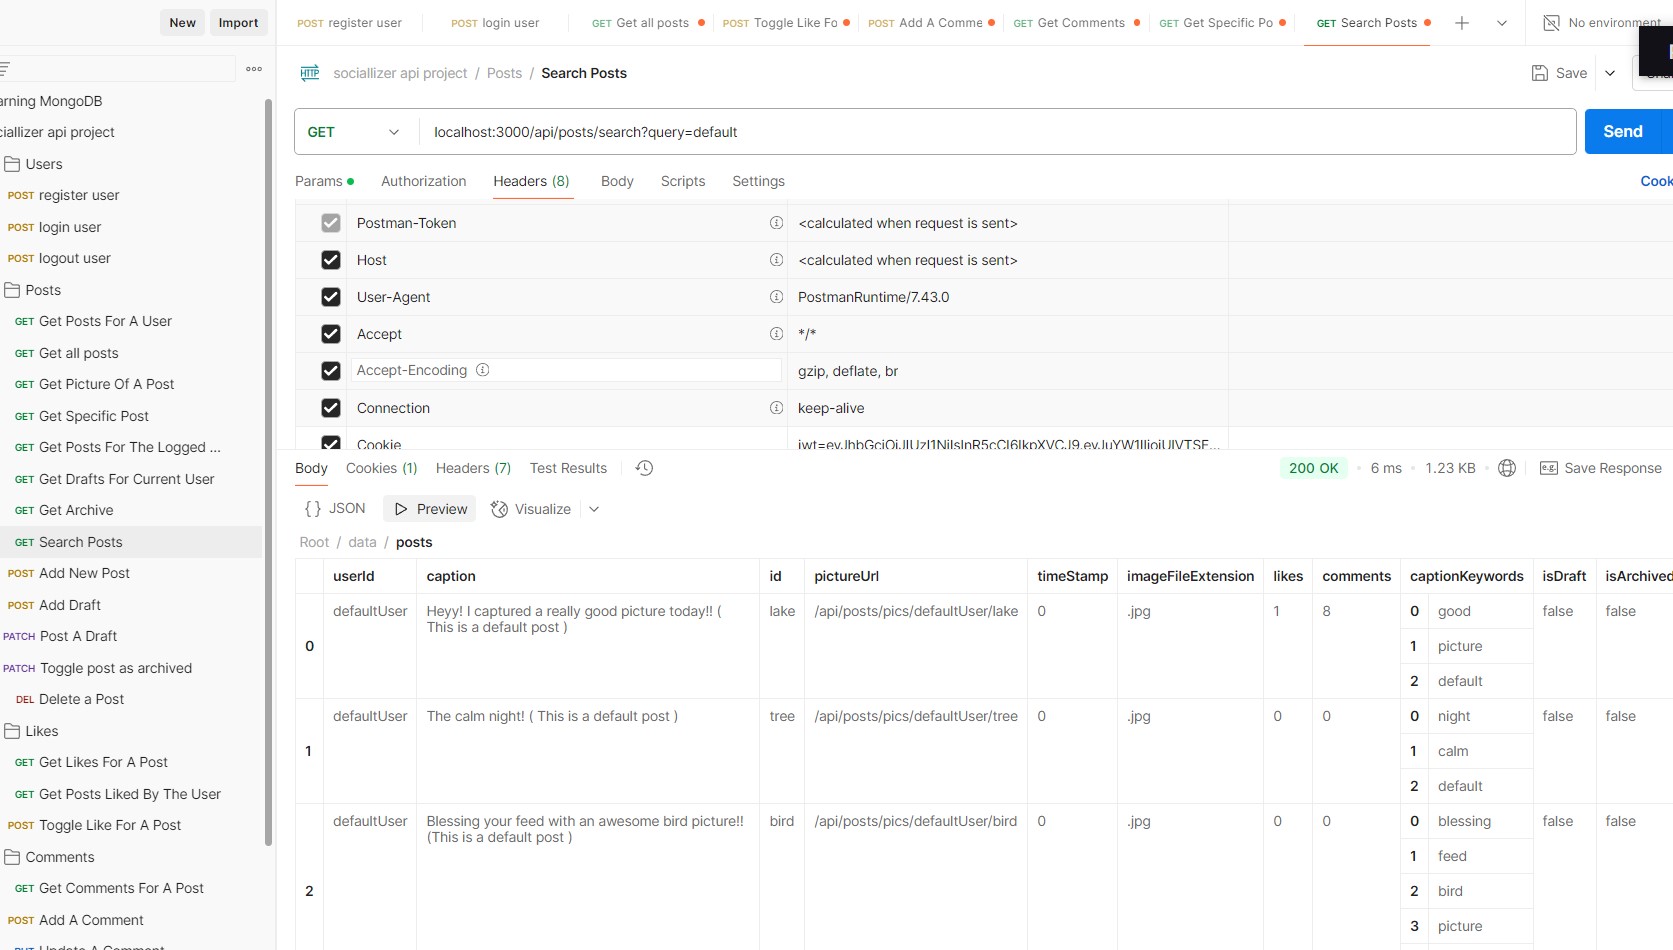 New Import
POST register user POST login user GET Get all posts POST Toggle Like Fo POST Add A Comme GET Get Comments GET Get Specific Po GET Search Posts No environment
HTTP sociallizer api project / Posts / Search Posts Save
arning MongoDB
ciallizer api project
Users
POST register user
POST login user
POST logout user
Posts
GET Get Posts For A User
GET Get all posts
GET Get Picture Of A Post
GET Get Specific Post
GET Get Posts For The Logged ...
GET Get Drafts For Current User
GET Get Archive
GET Search Posts
POST Add New Post
POST Add Draft
PATCH Post A Draft
PATCH Toggle post as archived
DEL Delete a Post
Likes
GET Get Likes For A Post
GET Get Posts Liked By The User
POST Toggle Like For A Post
Comments
GET Get Comments For A Post
POST Add A Comment
PUT Update A Comment
GET localhost:3000/api/posts/search?query=default Send
Params Authorization Headers (8) Body Scripts Settings Cook
Postman-Token <calculated when request is sent>
Host <calculated when request is sent>
User-Agent PostmanRuntime/7.43.0
Accept */*
Accept-Encoding gzip, deflate, br
Connection keep-alive
Cookie
Body Cookies (1) Headers (7) Test Results 200 OK 6 ms 1.23 KB e.g. Save Response
{} JSON Preview Visualize
Root / data / posts
userId caption id pictureUrl timeStamp imageFileExtension likes comments captionKeywords isDraft isArchived
0 defaultUser Heyy! I captured a really good picture today!! ( lake /api/posts/pics/defaultUser/lake 0 .jpg 1 8 0 good false false
This is a default post )
1 picture
2 default
1 defaultUser The calm night! ( This is a default post ) tree /api/posts/pics/defaultUser/tree 0 .jpg 0 0 0 night false false
1 calm
2 default
2 defaultUser Blessing your feed with an awesome bird picture!! bird /api/posts/pics/defaultUser/bird 0 .jpg 0 0 0 blessing false false
(This is a default post )
1 feed
2 bird
3 picture